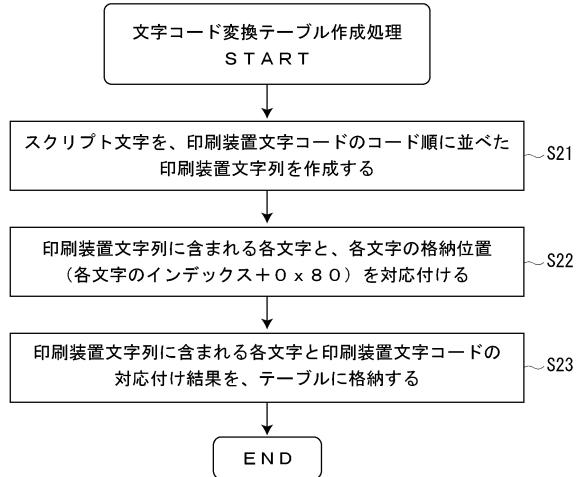 文字コード変換テーブル作成処理
ＳＴＡＲＴ
スクリプト文字を、印刷装置文字コードのコード順に並べた
印刷装置文字列を作成する
S21
印刷装置文字列に含まれる各文字と、各文字の格納位置
（各文字のインデックス＋０ｘ８０）を対応付ける
S22
印刷装置文字列に含まれる各文字と印刷装置文字コードの
対応付け結果を、テーブルに格納する
S23
ＥＮＤ